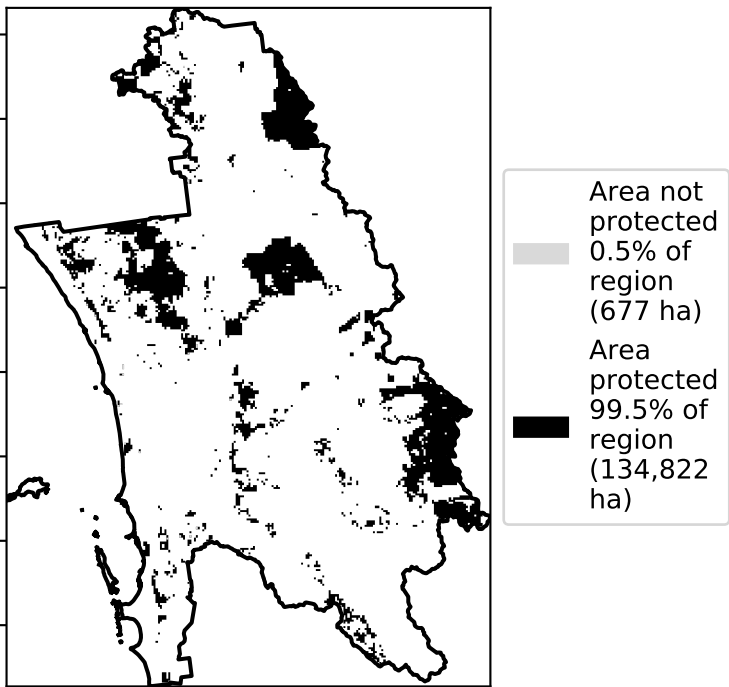 Area not
protected
0.5% of
region
(677 ha)
Area
protected
99.5% of
region
(134,822
ha)